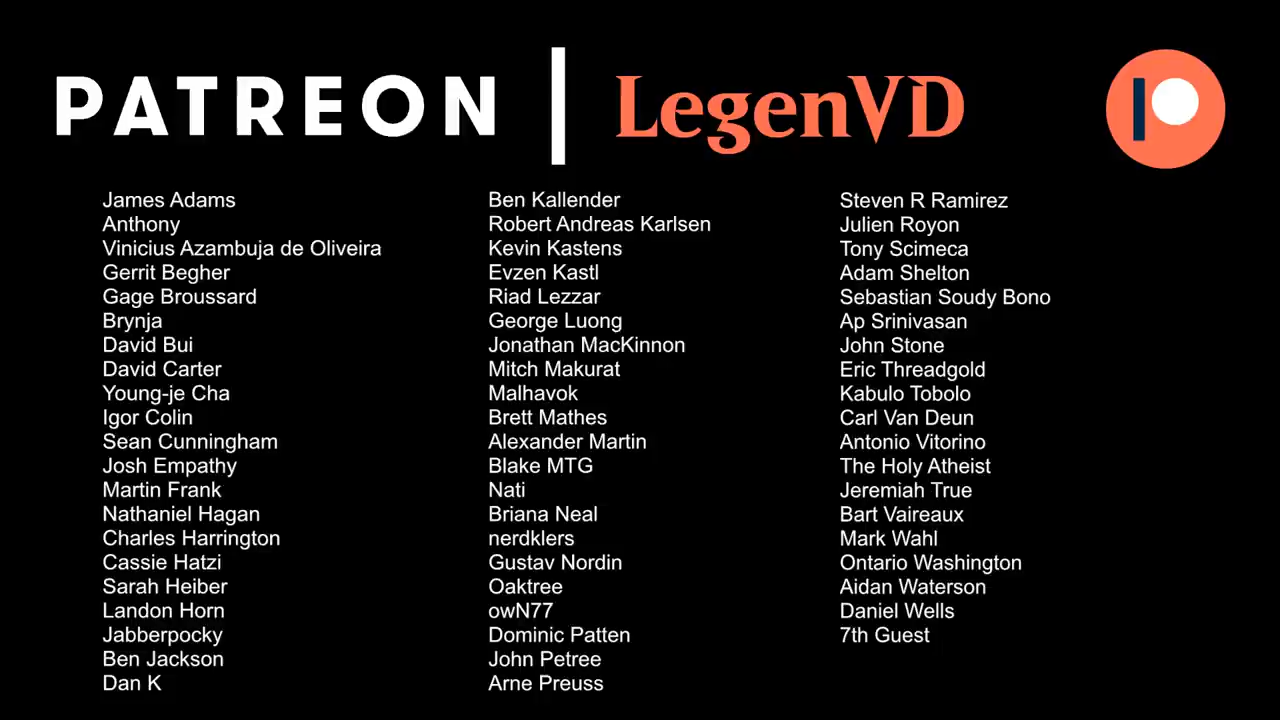 PATREON | LegenVD
James Adams
Anthony
Vinicius Azambuja de Oliveira
Gerrit Begher
Gage Broussard
Brynja
David Bui
David Carter
Young-je Cha
Igor Colin
Sean Cunningham
Josh Empathy
Martin Frank
Nathaniel Hagan
Charles Harrington
Cassie Hatzi
Sarah Heiber
Landon Horn
Jabberpocky
Ben Jackson
Dan K
Ben Kallender
Robert Andreas Karlsen
Kevin Kastens
Evzen Kastl
Riad Lezzar
George Luong
Jonathan MacKinnon
Mitch Makurat
Malhavok
Brett Mathes
Alexander Martin
Blake MTG
Nati
Briana Neal
nerdklers
Gustav Nordin
Oaktree
owN77
Dominic Patten
John Petree
Arne Preuss
Steven R Ramirez
Julien Royon
Tony Scimeca
Adam Shelton
Sebastian Soudy Bono
Ap Srinivasan
John Stone
Eric Threadgold
Kabulo Tobolo
Carl Van Deun
Antonio Vitorino
The Holy Atheist
Jeremiah True
Bart Vaireaux
Mark Wahl
Ontario Washington
Aidan Waterson
Daniel Wells
7th Guest